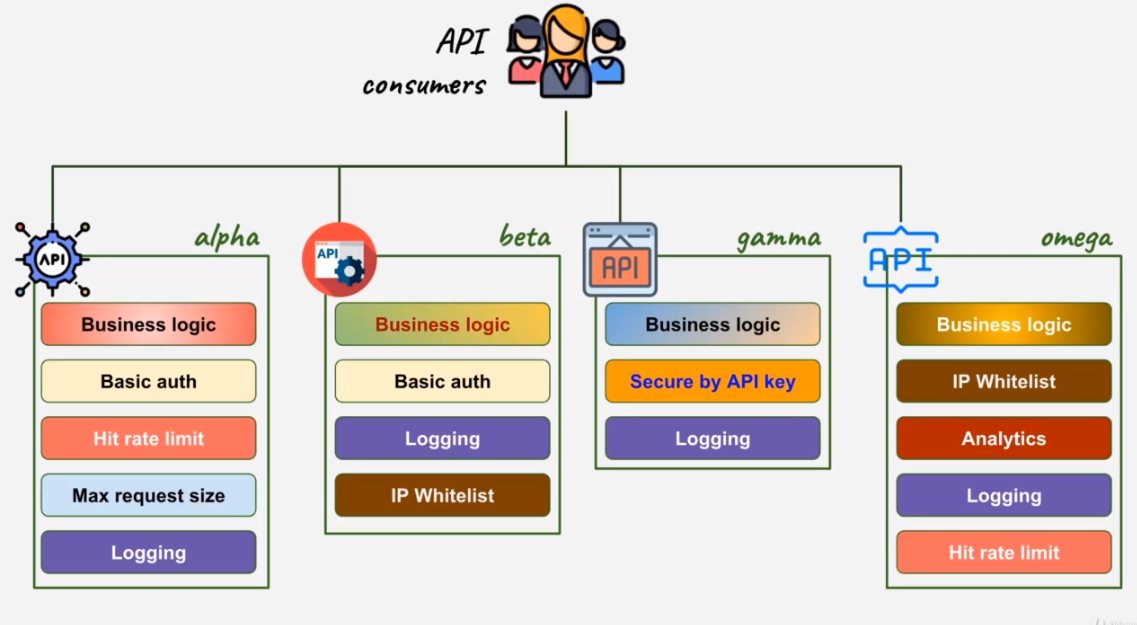 API
consumers
alpha
API
Business logic
Basic auth
Hit rate limit
Max request size
Logging
beta
API
Business logic
Basic auth
Logging
IP Whitelist
gamma
API
Business logic
Secure by API key
Logging
omega
API
Business logic
IP Whitelist
Analytics
Logging
Hit rate limit